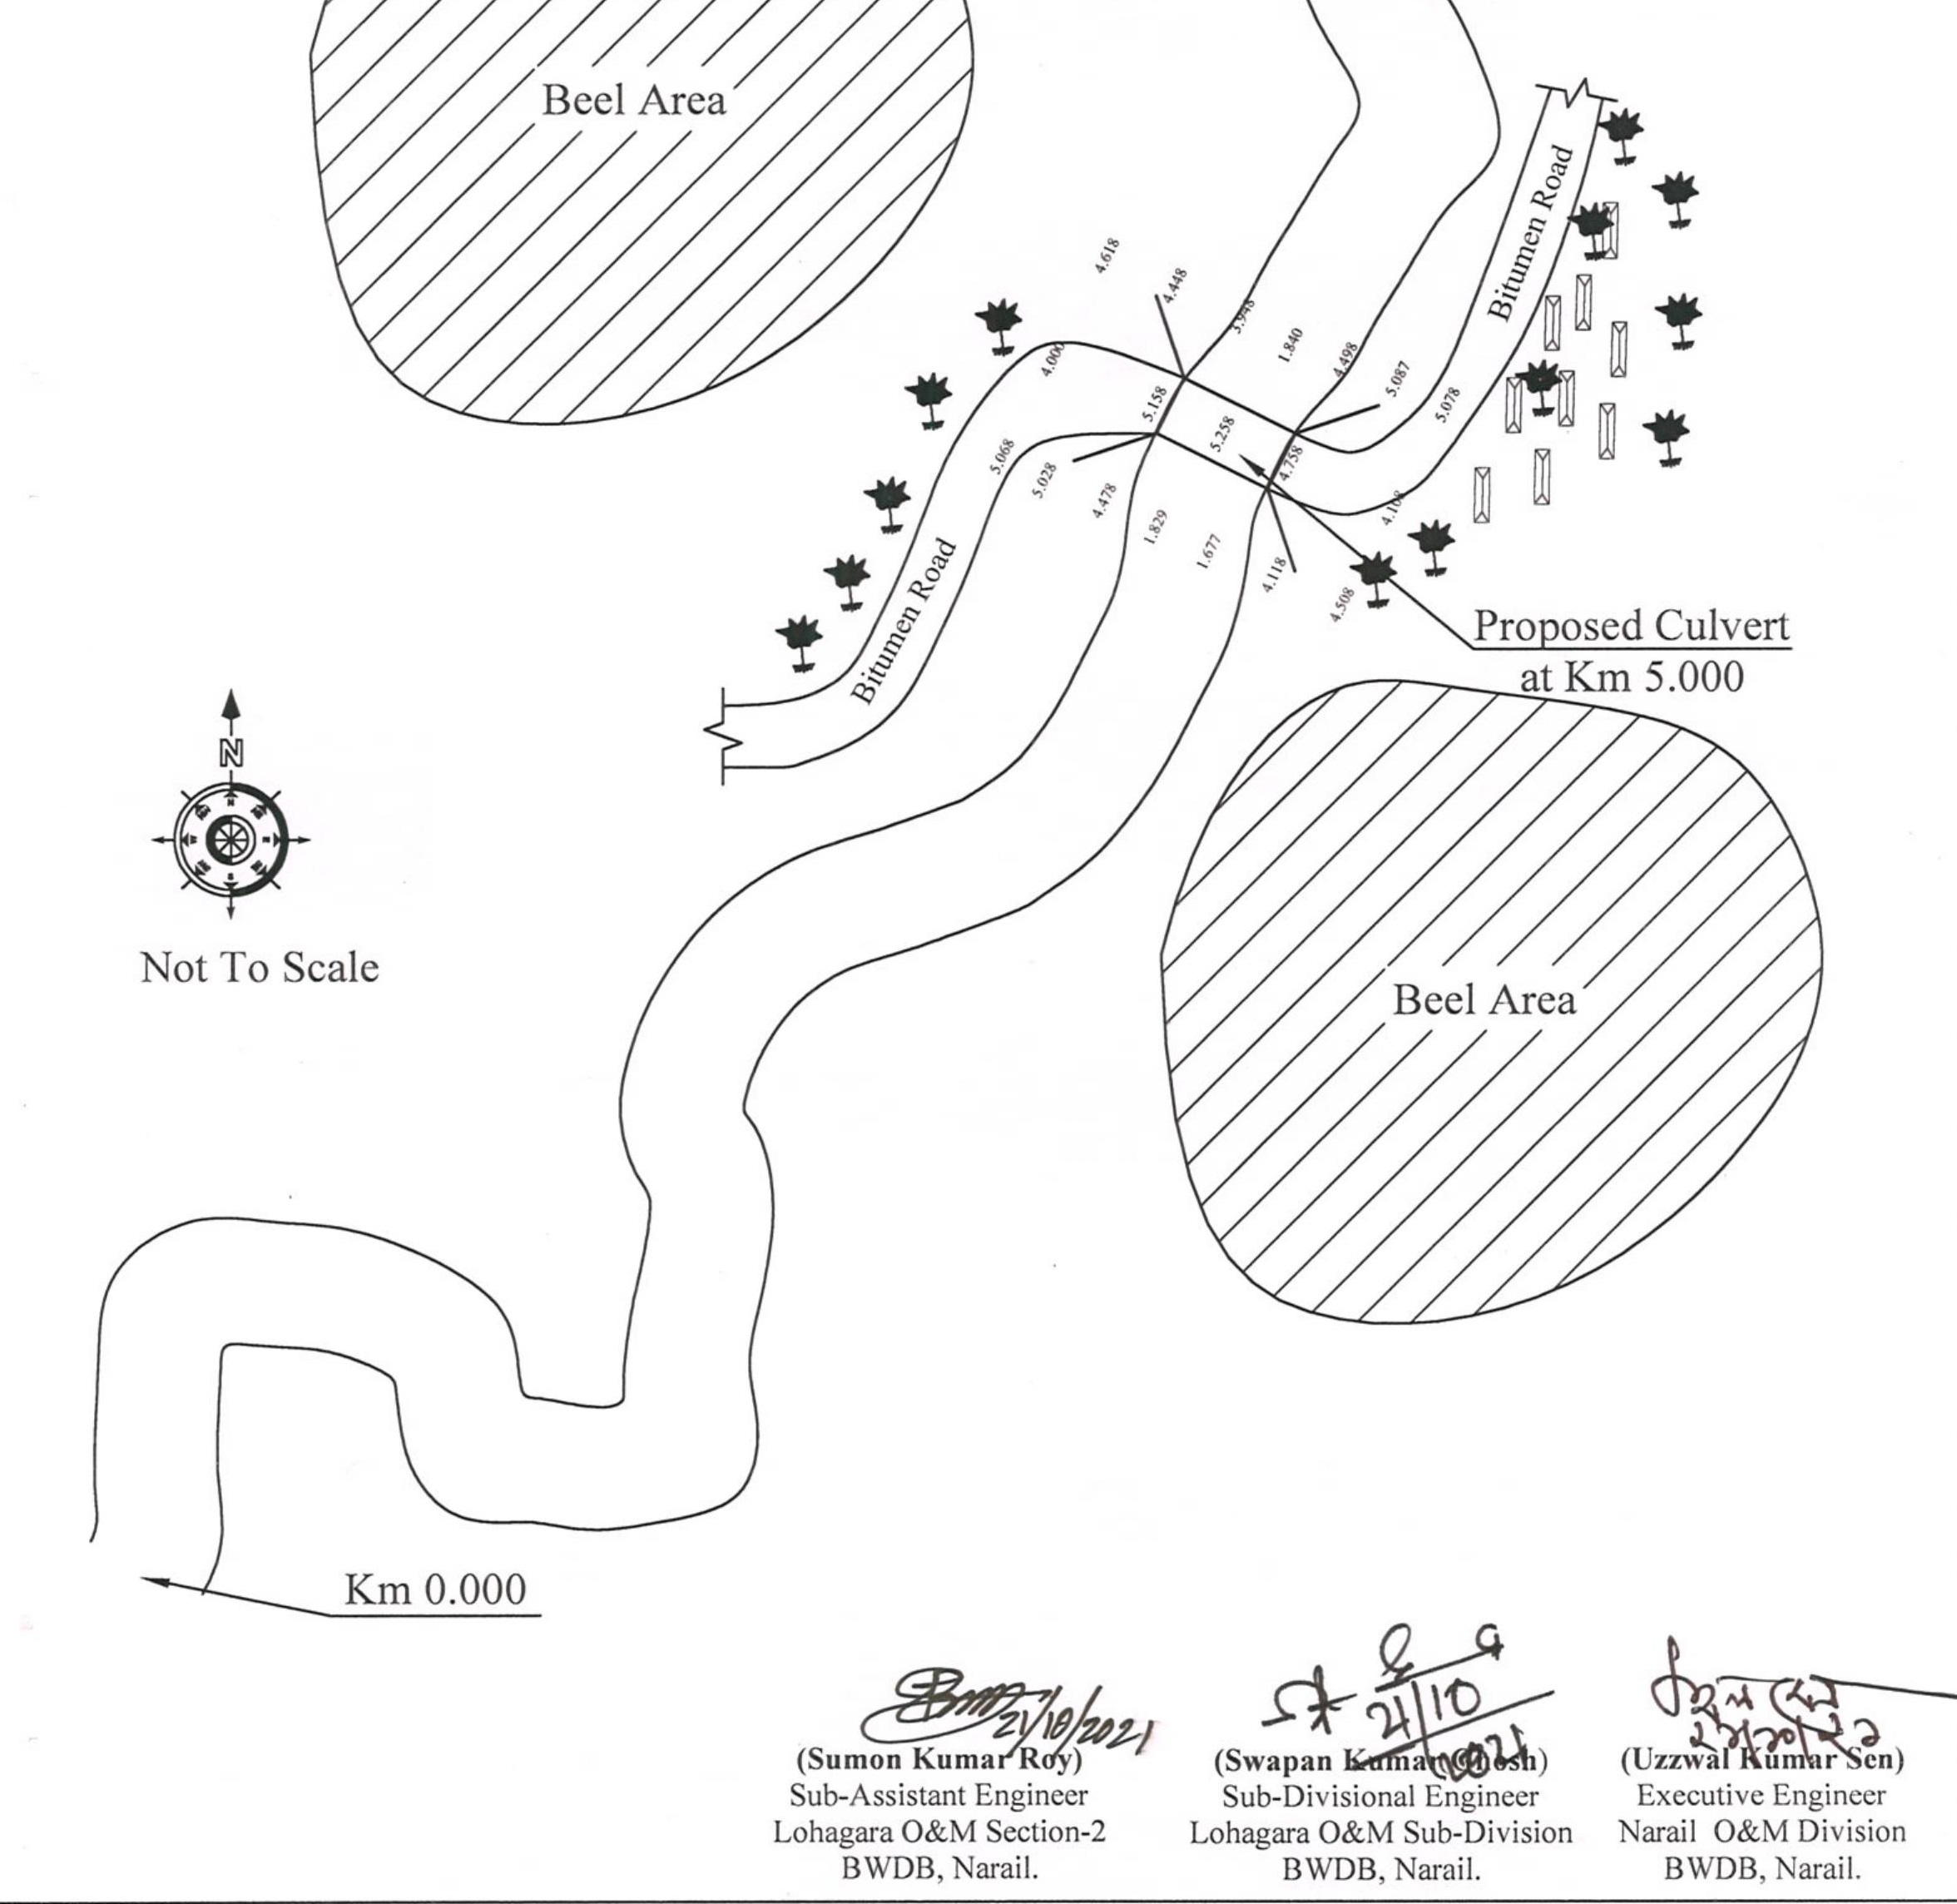 Beel Area
Bitumen Road
4.618
4.448
3.948
1.840
4.498
5.087
5.078
4.000
5.158
5.258
4.758
5.068
5.028
4.478
1.829
1.677
4.118
4.508
4.108
Bitumen Road
Proposed Culvert
at Km 5.000
N
Not To Scale
Beel Area
Km 0.000
21/10/2021
21/10
2021
(Sumon Kumar Roy)
Sub-Assistant Engineer
Lohagara O&M Section-2
BWDB, Narail.
(Swapan Kumar Ghosh)
Sub-Divisional Engineer
Lohagara O&M Sub-Division
BWDB, Narail.
(Uzzwal Kumar Sen)
Executive Engineer
Narail O&M Division
BWDB, Narail.